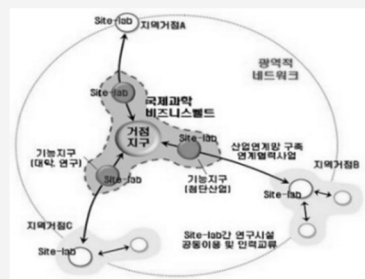 Site-lab
지역거점A
광역적
네트워크
Site-lab
국제과학
비즈니스벨트
거점
지구
Site-lab
산업연계망 구축
연계협력사업
기능지구
(대학, 연구)
Site-lab
기능지구
(첨단산업)
지역거점B
Site-lab
지역거점C
Site-lab
Site-lab간 연구시설
공동이용 및 인력교류